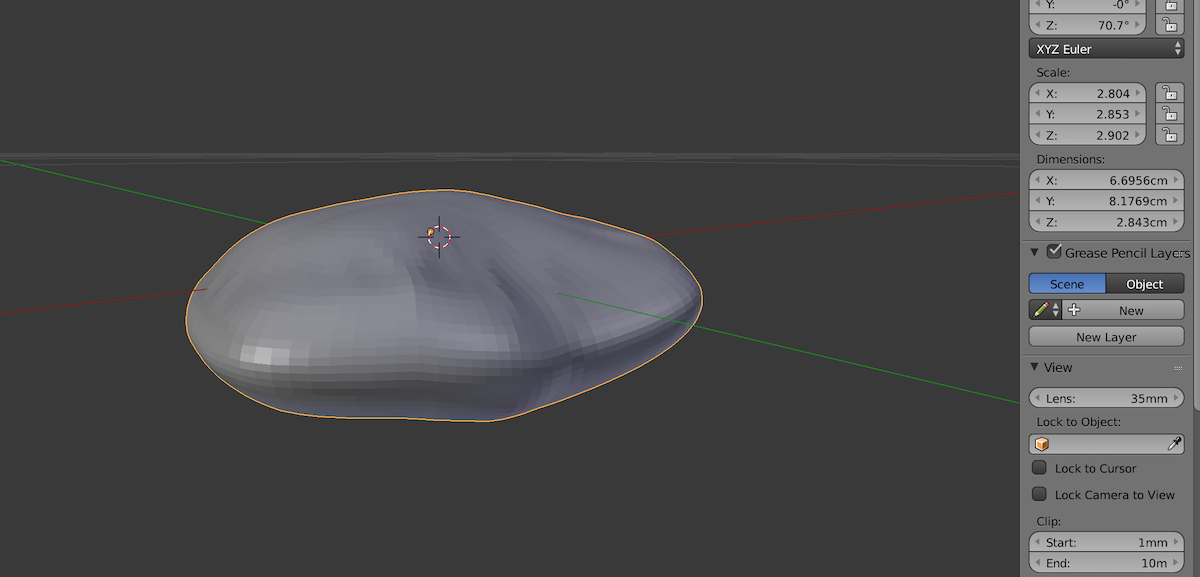 Y: -0°
Z: 70.7°
XYZ Euler
Scale:
X: 2.804
Y: 2.853
Z: 2.902
Dimensions:
X: 6.6956cm
Y: 8.1769cm
Z: 2.843cm
Grease Pencil Layers
Scene Object
New
New Layer
View
Lens: 35mm
Lock to Object:
Lock to Cursor
Lock Camera to View
Clip:
Start: 1mm
End: 10m